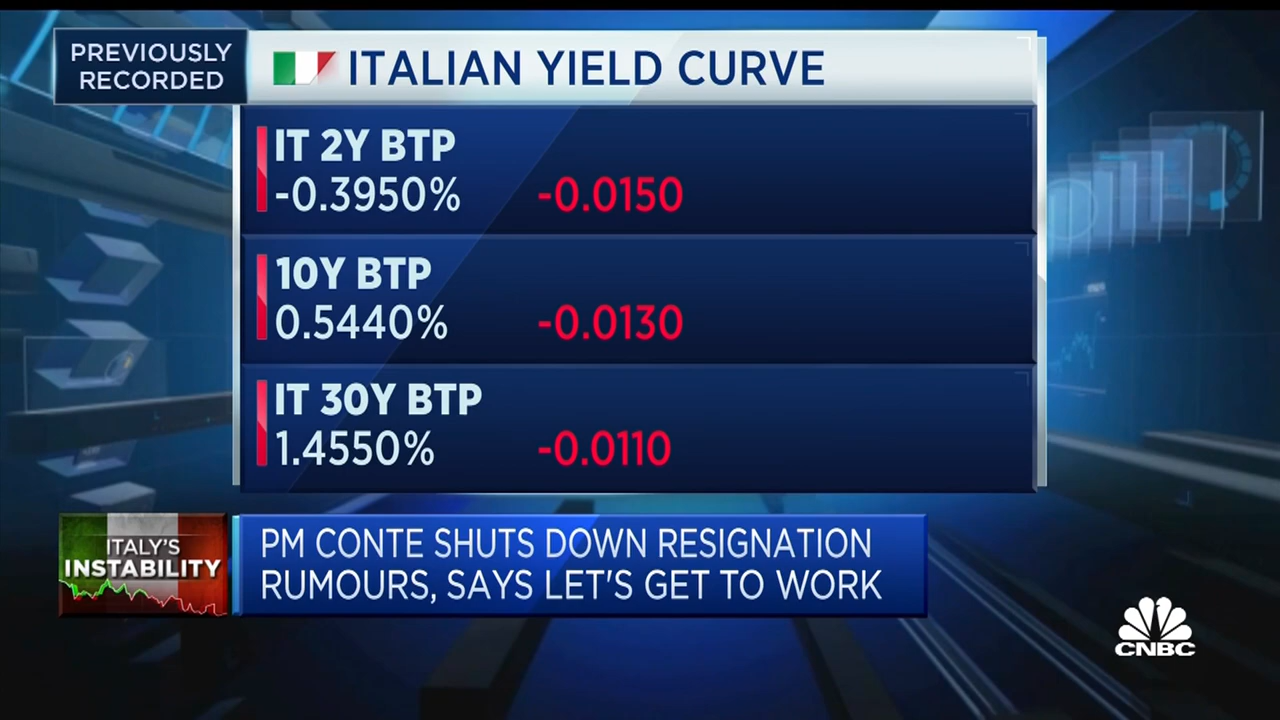 PREVIOUSLY
RECORDED
ITALIAN YIELD CURVE
IT 2Y BTP
-0.3950% -0.0150
10Y BTP
0.5440% -0.0130
IT 30Y BTP
1.4550% -0.0110
ITALY'S
INSTABILITY
PM CONTE SHUTS DOWN RESIGNATION
RUMOURS, SAYS LET'S GET TO WORK
CNBC